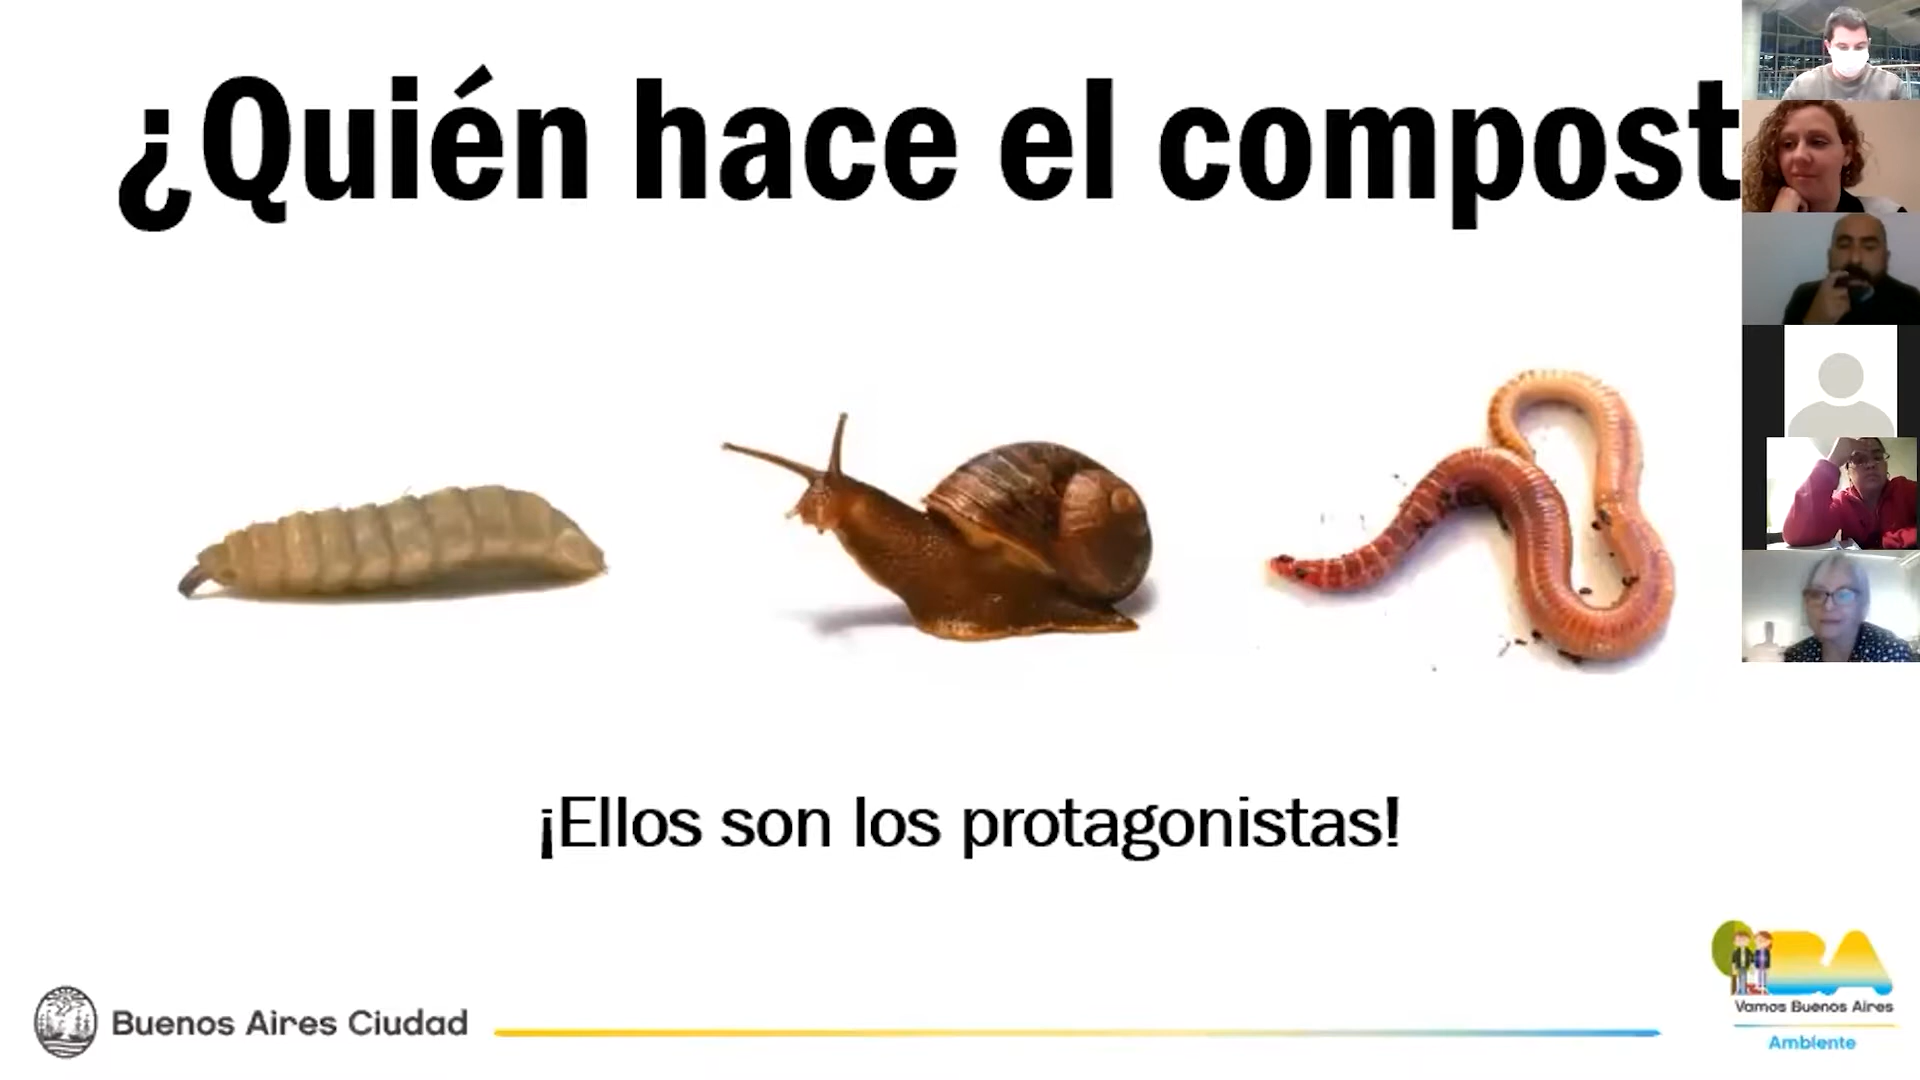 ¿Quién hace el compost
¡Ellos son los protagonistas!
Buenos Aires Ciudad
BA
Vamos Buenos Aires
Ambiente